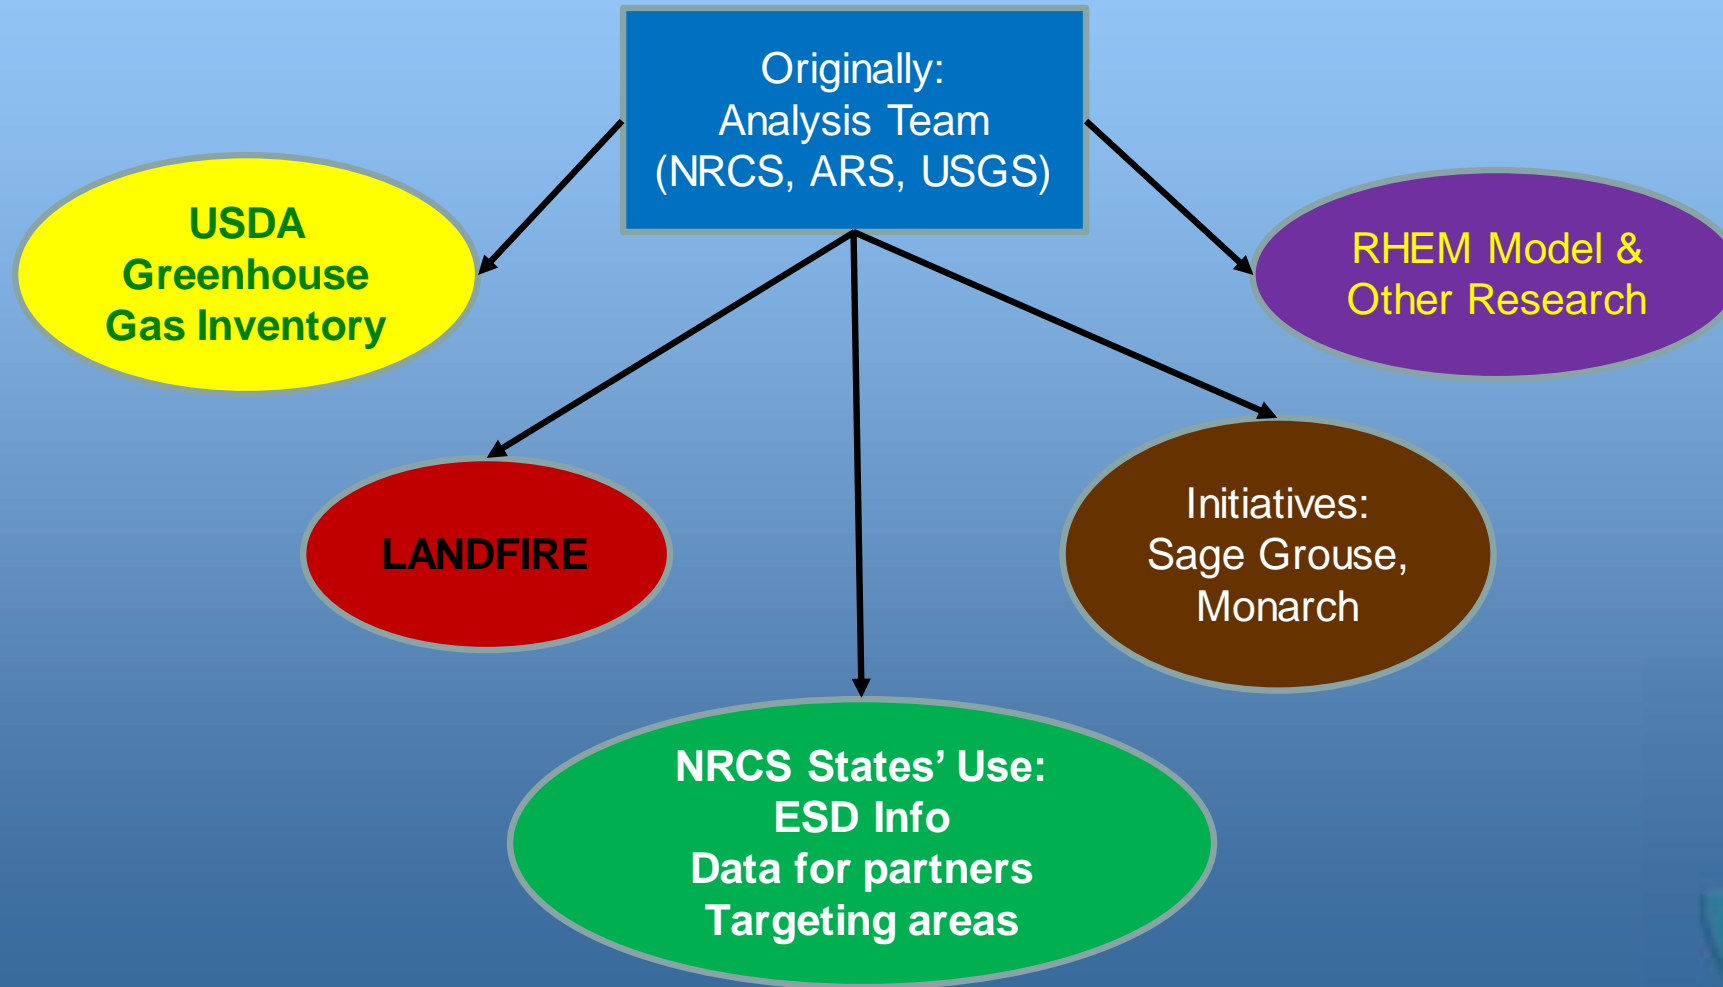 Originally:
Analysis Team
(NRCS, ARS, USGS)
USDA
Greenhouse
Gas Inventory
RHEM Model &
Other Research
LANDFIRE
Initiatives:
Sage Grouse,
Monarch
NRCS States’ Use:
ESD Info
Data for partners
Targeting areas